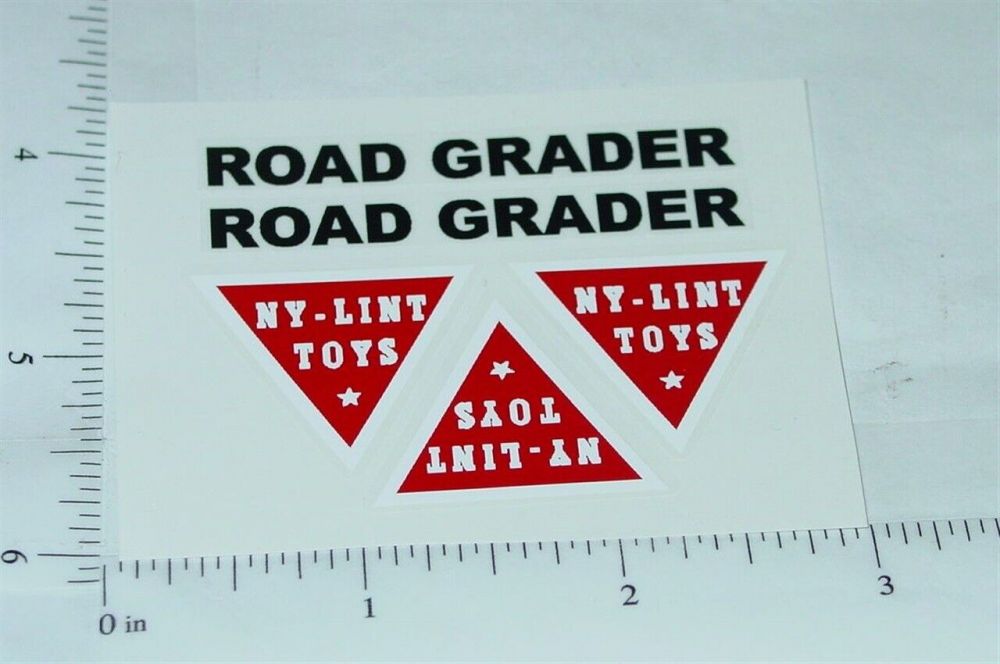 ROAD GRADER
ROAD GRADER
NY-LINT
TOYS
NY-LINT
TOYS
NY-LINT
TOYS
4
5
6
0 in
1
2
3